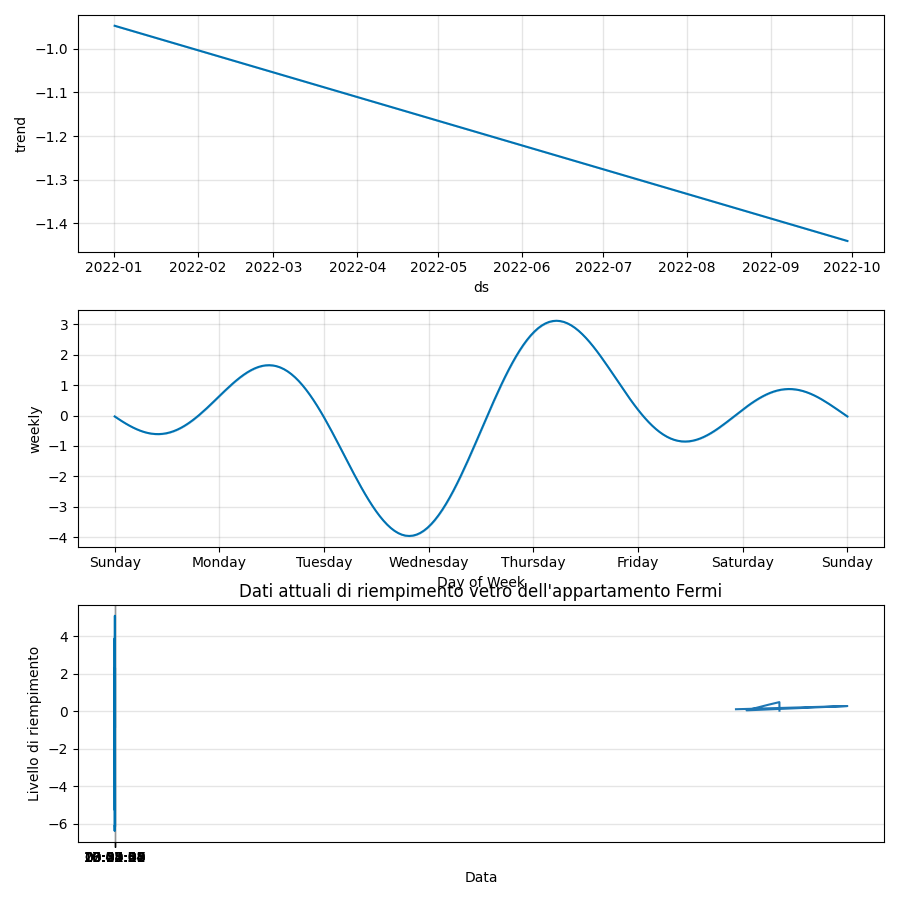 −1.0
−1.1
−1.2
−1.3
−1.4
trend
2022-01 2022-02 2022-03 2022-04 2022-05 2022-06 2022-07 2022-08 2022-09 2022-10
ds
3
2
1
0
−1
−2
−3
−4
weekly
Sunday Monday Tuesday Wednesday Thursday Friday Saturday Sunday
Day of Week
Dati attuali di riempimento vetro dell'appartamento Fermi
4
2
0
−2
−4
−6
Livello di riempimento
Data